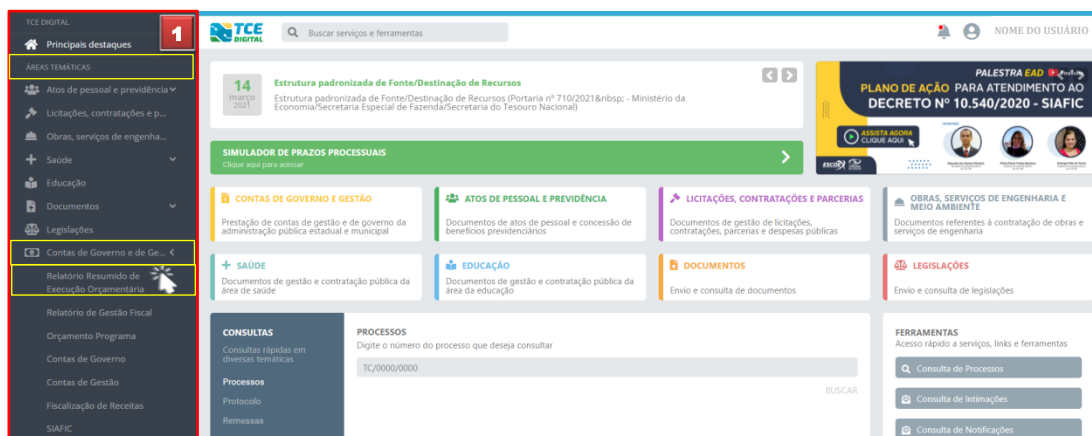 TCE DIGITAL
1
Principais destaques
ÁREAS TEMÁTICAS
Atos de pessoal e previdência
Licitações, contratações e p...
Obras, serviços de engenha...
Saúde
Educação
Documentos
Legislações
Contas de Governo e de Ge...
Relatório Resumido de
Execução Orçamentária
Relatório de Gestão Fiscal
Orçamento Programa
Contas de Governo
Contas de Gestão
Fiscalização de Receitas
SIAFIC
TCE
DIGITAL
Buscar serviços e ferramentas
NOME DO USUÁRIO
14
março
2021
Estrutura padronizada de Fonte/Destinação de Recursos
Estrutura padronizada de Fonte/Destinação de Recursos (Portaria nº 710/2021&nbsp; - Ministério da
Economia/Secretaria Especial de Fazenda/Secretaria do Tesouro Nacional)
PALESTRA EAD
PLANO DE AÇÃO PARA ATENDIMENTO AO
DECRETO Nº 10.540/2020 - SIAFIC
ASSISTA AGORA
CLIQUE AQUI
SIMULADOR DE PRAZOS PROCESSUAIS
Clique aqui para acessar
CONTAS DE GOVERNO E GESTÃO
Prestação de contas de gestão
e de governo da
administração pública estadual
e municipal
ATOS DE PESSOAL E PREVIDÊNCIA
Documentos de atos de pessoal e concessão de
benefícios previdenciários
LICITAÇÕES, CONTRATAÇÕES E PARCERIAS
Documentos de gestão de licitações,
contratações, parcerias e despesas públicas
OBRAS, SERVIÇOS DE ENGENHARIA E
MEIO AMBIENTE
Documentos referentes à contratação de obras e
serviços de engenharia
SAÚDE
Documentos de gestão e contratação pública da
área de saúde
EDUCAÇÃO
Documentos de gestão e contratação pública da
área da educação
DOCUMENTOS
Envio e consulta de documentos
LEGISLAÇÕES
Envio e consulta de legislações
CONSULTAS
Consultas rápidas em
diversas temáticas
Processos
Protocolo
Remessas
PROCESSOS
Digite o número do processo que deseja consultar
TC/0000/0000
BUSCAR
FERRAMENTAS
Acesso rápido a serviços, links e ferramentas
Consulta de Processos
Consulta de Intimações
Consulta de Notificações